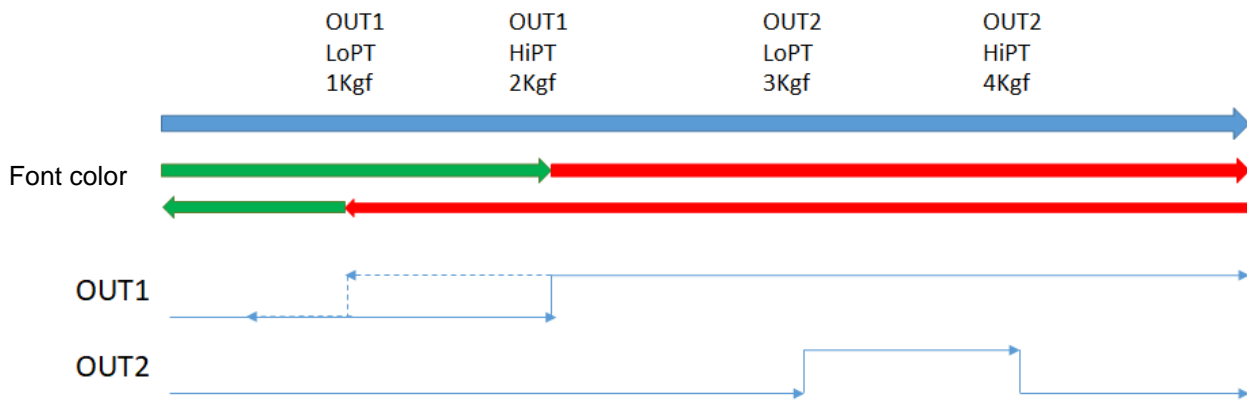 OUT1 OUT1 OUT2 OUT2
LoPT HiPT LoPT HiPT
1Kgf 2Kgf 3Kgf 4Kgf
Font color
OUT1
OUT2